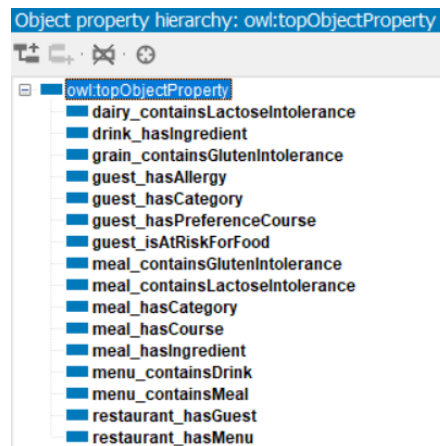 Object property hierarchy: owl:topObjectProperty
owl:topObjectProperty
dairy_containsLactoseIntolerance
drink_hasIngredient
grain_containsGlutenIntolerance
guest_hasAllergy
guest_hasCategory
guest_hasPreferenceCourse
guest_isAtRiskForFood
meal_containsGlutenIntolerance
meal_containsLactoseIntolerance
meal_hasCategory
meal_hasCourse
meal_hasIngredient
menu_containsDrink
menu_containsMeal
restaurant_hasGuest
restaurant_hasMenu